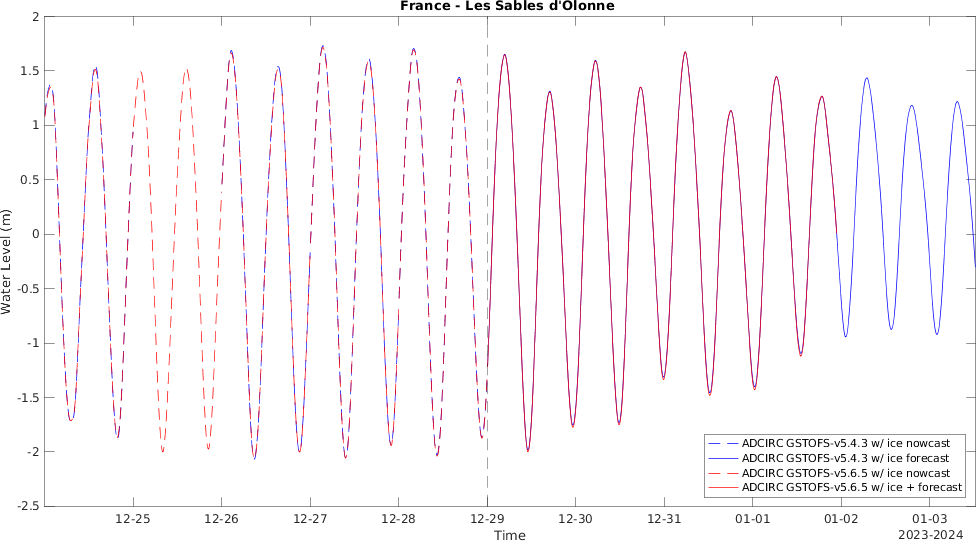 France - Les Sables d'Olonne
2
1.5
1
0.5
0
-0.5
-1
-1.5
-2
-2.5
Water Level (m)
12-25 12-26 12-27 12-28 12-29 12-30 12-31 01-01 01-02 01-03
Time
2023-2024
ADCIRC GSTOFS-v5.4.3 w/ ice nowcast
ADCIRC GSTOFS-v5.4.3 w/ ice forecast
ADCIRC GSTOFS-v5.6.5 w/ ice nowcast
ADCIRC GSTOFS-v5.6.5 w/ ice + forecast